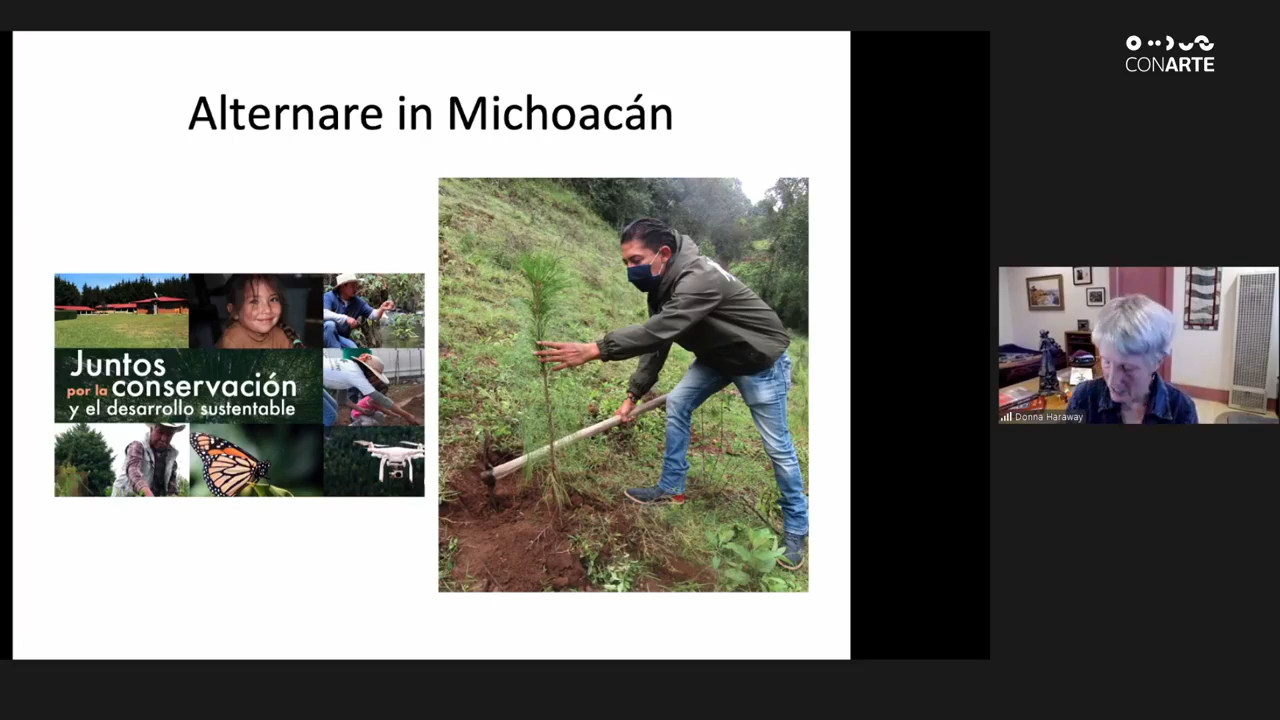 CONARTE
Alternare in Michoacán
Juntos
por la conservación
y el desarrollo sustentable
Donna Haraway